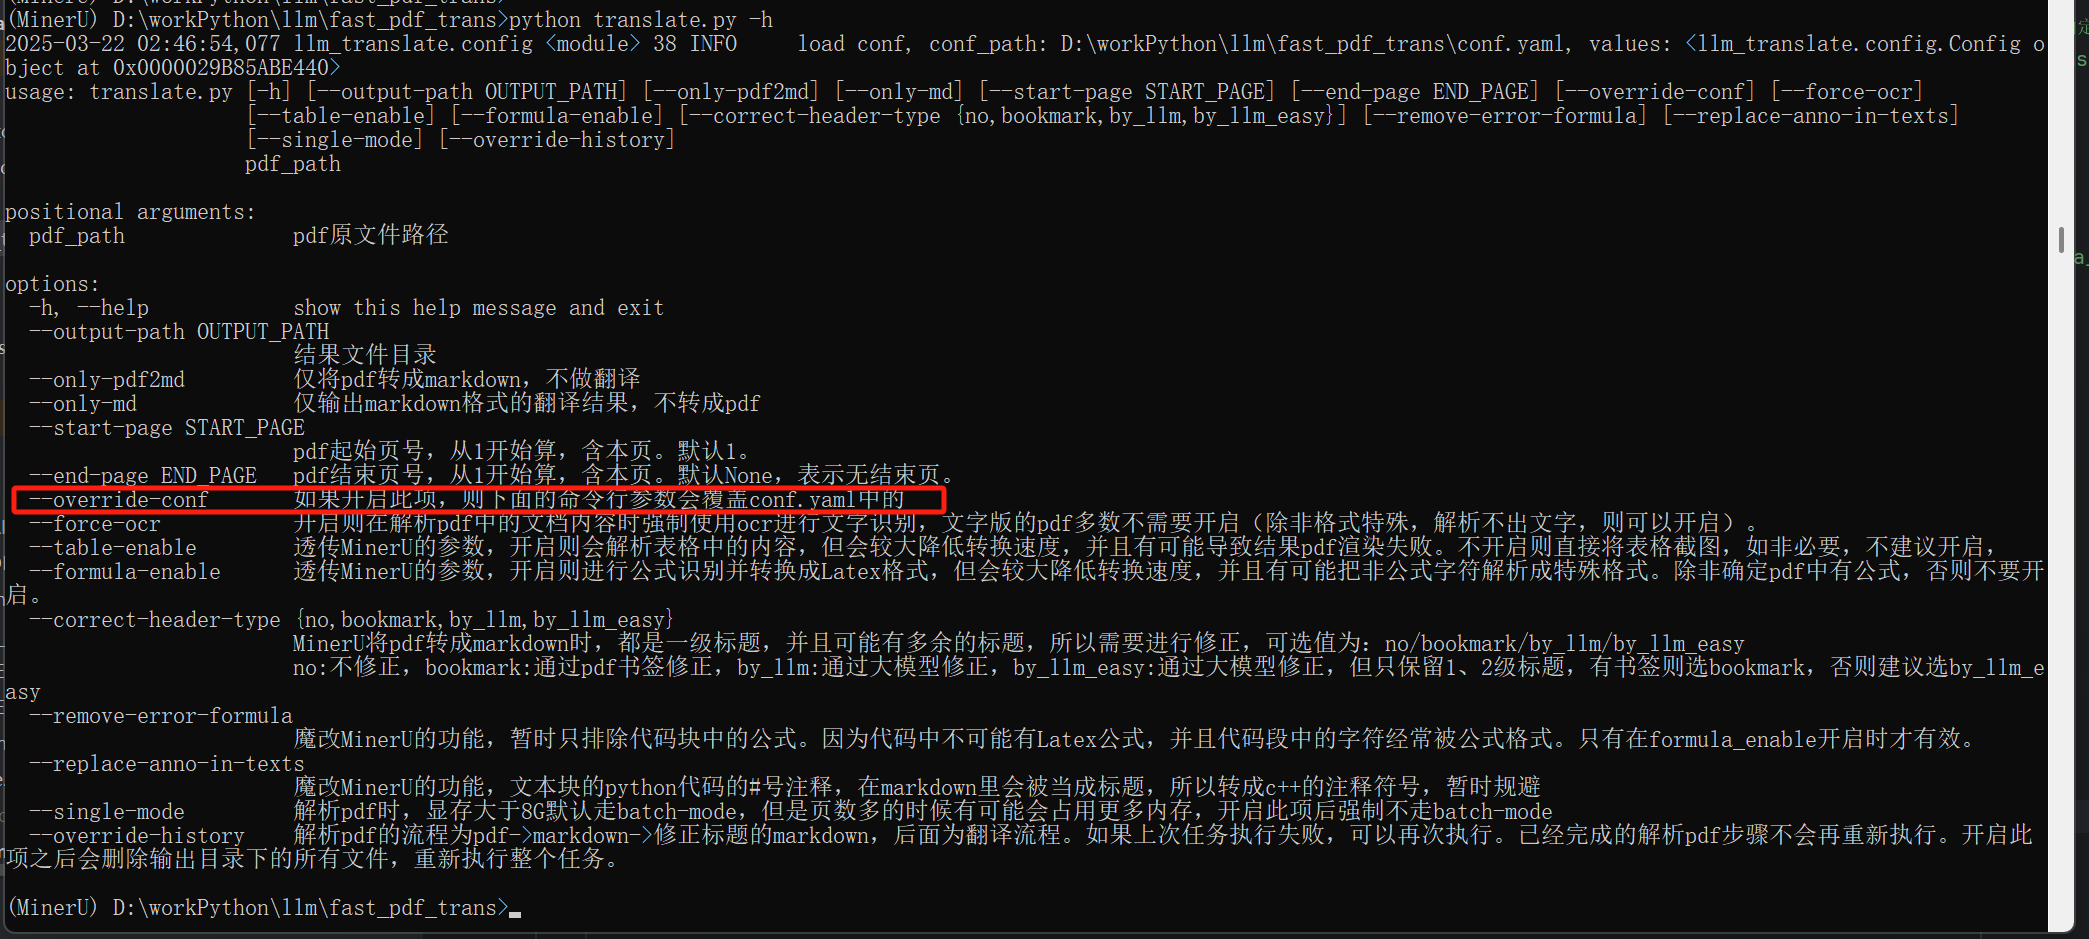 (MinerU) D:\workPython\llm\fast_pdf_trans>python translate.py -h
2025-03-22 02:46:54,077 llm_translate.config <module> 38 INFO     load conf, conf_path: D:\workPython\llm\fast_pdf_trans\conf.yaml, values: <llm_translate.config.Config o
bject at 0x0000029B85ABE440>
usage: translate.py [-h] [--output-path OUTPUT_PATH] [--only-pdf2md] [--only-md] [--start-page START_PAGE] [--end-page END_PAGE] [--override-conf] [--force-ocr]
                    [--table-enable] [--formula-enable] [--correct-header-type {no,bookmark,by_llm,by_llm_easy}] [--remove-error-formula] [--replace-anno-in-texts]
                    [--single-mode] [--override-history]
                    pdf_path
positional arguments:
  pdf_path              pdf原文件路径
options:
  -h, --help            show this help message and exit
  --output-path OUTPUT_PATH
                        结果文件目录
  --only-pdf2md         仅将pdf转成markdown，不做翻译
  --only-md             仅输出markdown格式的翻译结果，不转成pdf
  --start-page START_PAGE
                        pdf起始页号，从1开始算，含本页。默认1。
  --end-page END_PAGE   pdf结束页号，从1开始算，含本页。默认None，表示无结束页。
  --override-conf       如果开启此项，则下面的命令行参数会覆盖conf.yaml中的
  --force-ocr           开启则在解析pdf中的文档内容时强制使用ocr进行文字识别，文字版的pdf多数不需要开启（除非格式特殊，解析不出文字，则可以开启）。
  --table-enable        透传MinerU的参数，开启则会解析表格中的内容，但会较大降低转换速度，并且有可能导致结果pdf渲染失败。不开启则直接将表格截图，如非必要，不建议开启，
  --formula-enable      透传MinerU的参数，开启则进行公式识别并转换成Latex格式，但会较大降低转换速度，并且有可能把非公式字符解析成特殊格式。除非确定pdf中有公式，否则不要开
启。
  --correct-header-type {no,bookmark,by_llm,by_llm_easy}
                        MinerU将pdf转成markdown时，都是一级标题，并且可能有多余的标题，所以需要进行修正，可选值为：no/bookmark/by_llm/by_llm_easy
                        no:不修正，bookmark:通过pdf书签修正，by_llm:通过大模型修正，by_llm_easy:通过大模型修正，但只保留1、2级标题，有书签则选bookmark，否则建议选by_llm_e
asy
  --remove-error-formula
                        魔改MinerU的功能，暂时只排除代码块中的公式。因为代码中不可能有Latex公式，并且代码段中的字符经常被公式格式。只有在formula_enable开启时才有效。
  --replace-anno-in-texts
                        魔改MinerU的功能，文本块的python代码的#号注释，在markdown里会被当成标题，所以转成c++的注释符号，暂时规避
  --single-mode         解析pdf时，显存大于8G默认走batch-mode，但是页数多的时候有可能会占用更多内存，开启此项后强制不走batch-mode
  --override-history    解析pdf的流程为pdf->markdown->修正标题的markdown，后面为翻译流程。如果上次任务执行失败，可以再次执行。已经完成的解析pdf步骤不会再重新执行。开启此
项之后会删除输出目录下的所有文件，重新执行整个任务。
(MinerU) D:\workPython\llm\fast_pdf_trans>